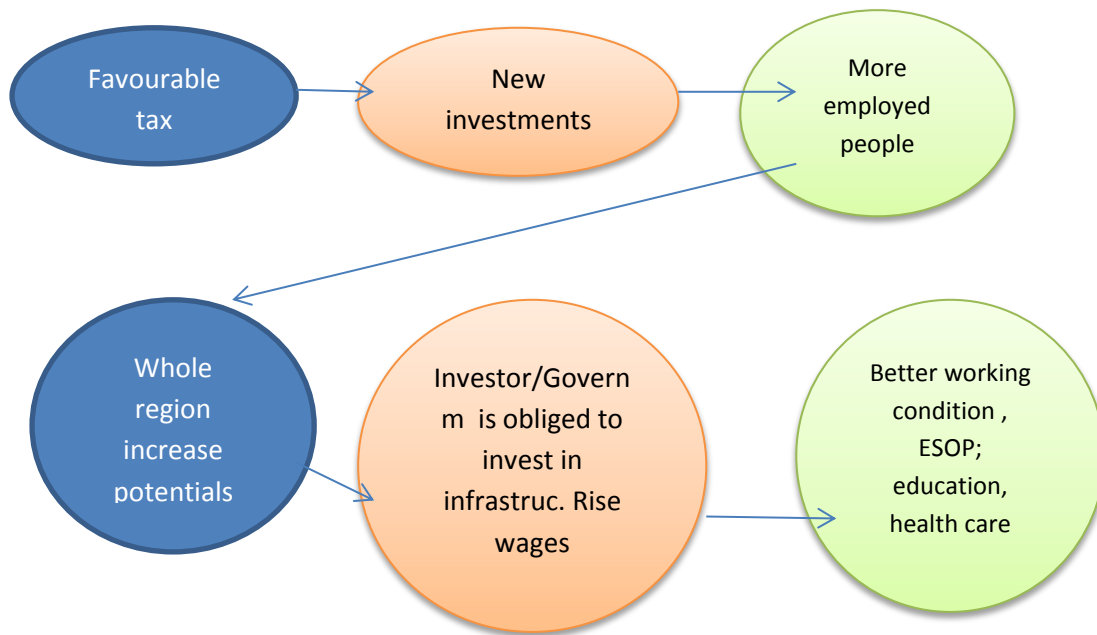 Favourable
tax
New
investments
More
employed
people
Whole
region
increase
potentials
Investor/Govern
m is obliged to
invest in
infrastruc. Rise
wages
Better working
condition ,
ESOP;
education,
health care